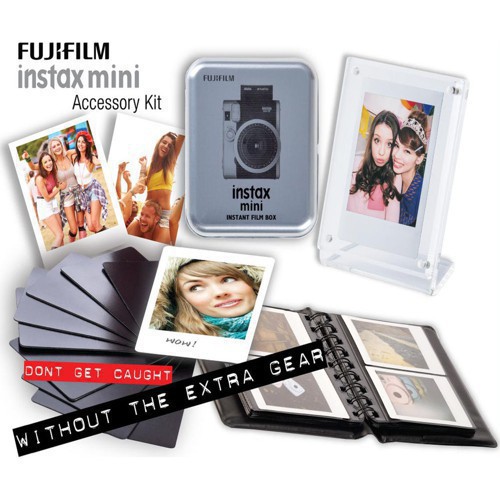 FUJIFILM
instax mini
Accessory Kit
FUJIFILM
instax
mini
INSTANT FILM BOX
wow!
DONT GET CAUGHT
WITHOUT THE EXTRA GEAR